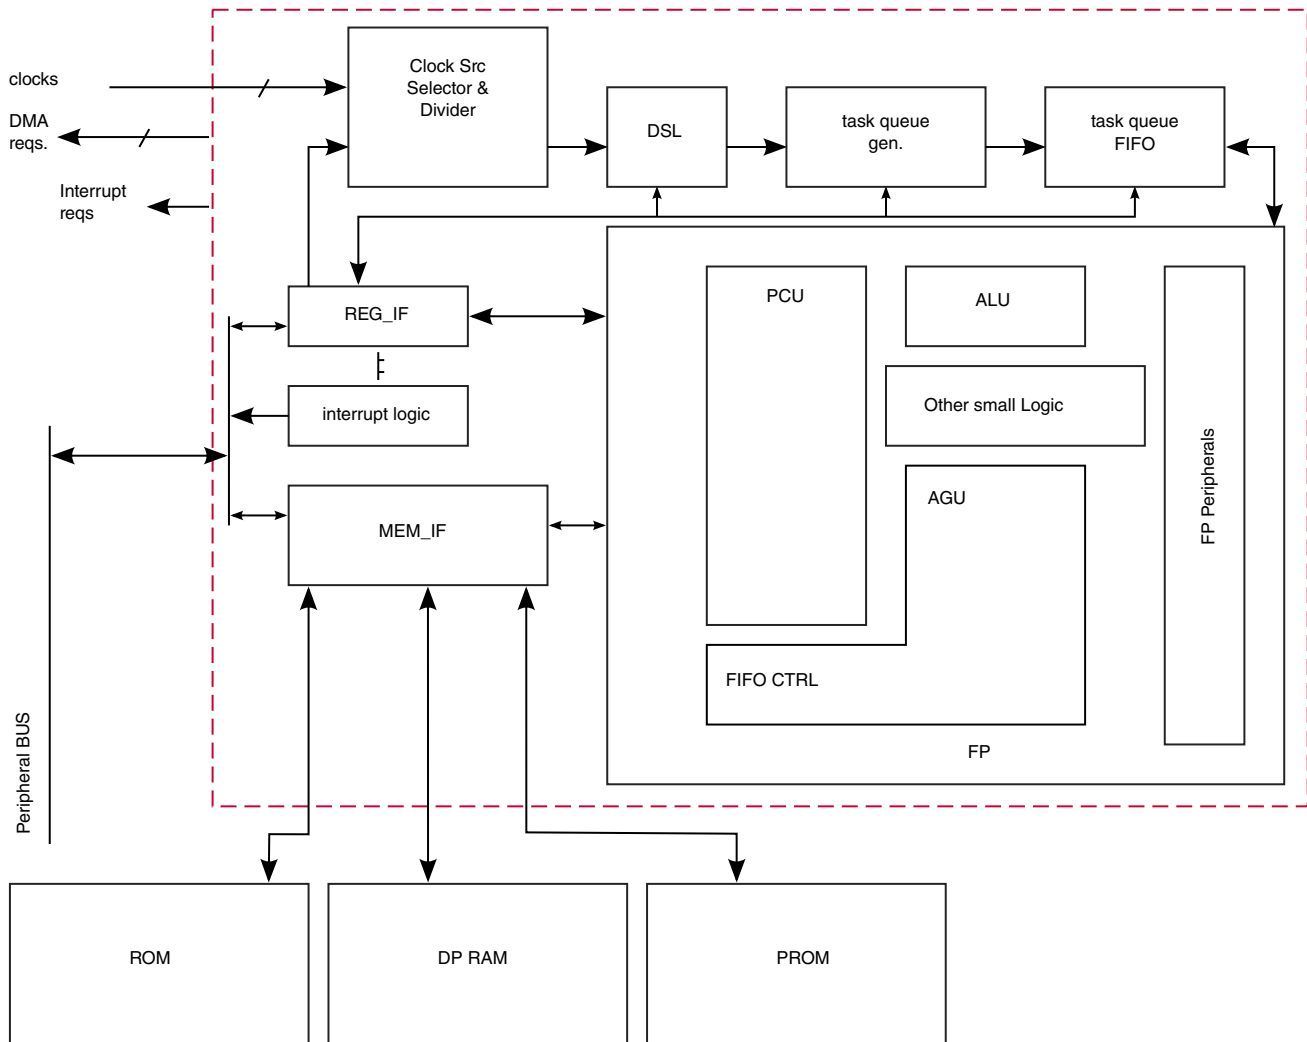 clocks
DMA
reqs.
Interrupt
reqs
Clock Src
Selector &
Divider
DSL
task queue
gen.
task queue
FIFO
REG_IF
interrupt logic
MEM_IF
PCU
ALU
Other small Logic
AGU
FIFO CTRL
FP
FP Peripherals
Peripheral BUS
ROM
DP RAM
PROM